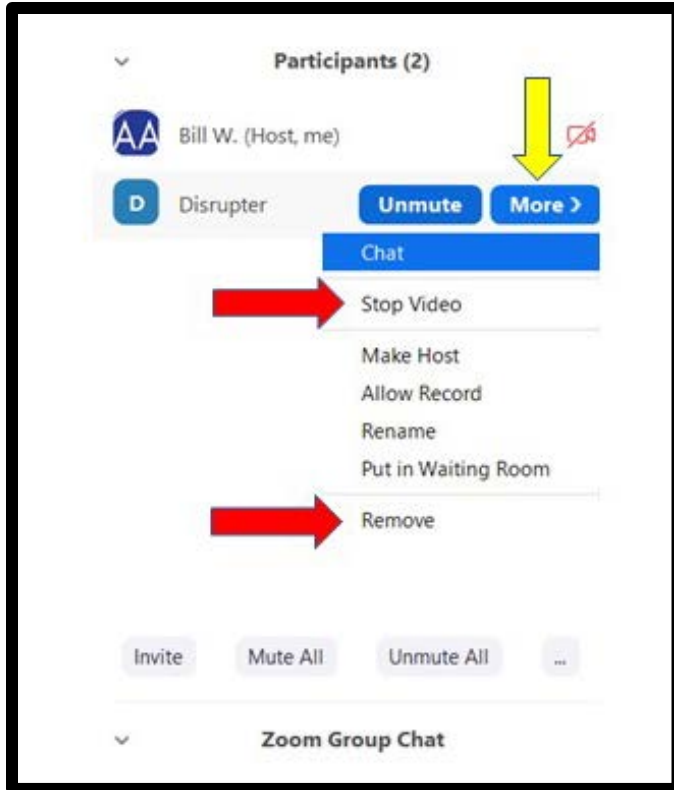 Participants (2)
AA Bill W. (Host, me)
D Disrupter Unmute More >
Chat
Stop Video
Make Host
Allow Record
Rename
Put in Waiting Room
Remove
Invite Mute All Unmute All ...
Zoom Group Chat